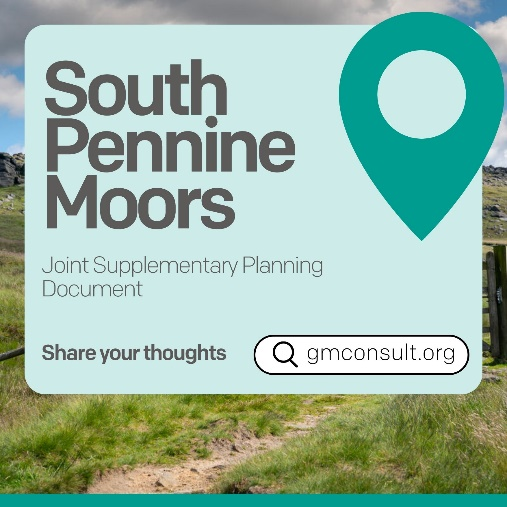 South
Pennine
Moors
Joint Supplementary Planning
Document
Share your thoughts
gmconsult.org